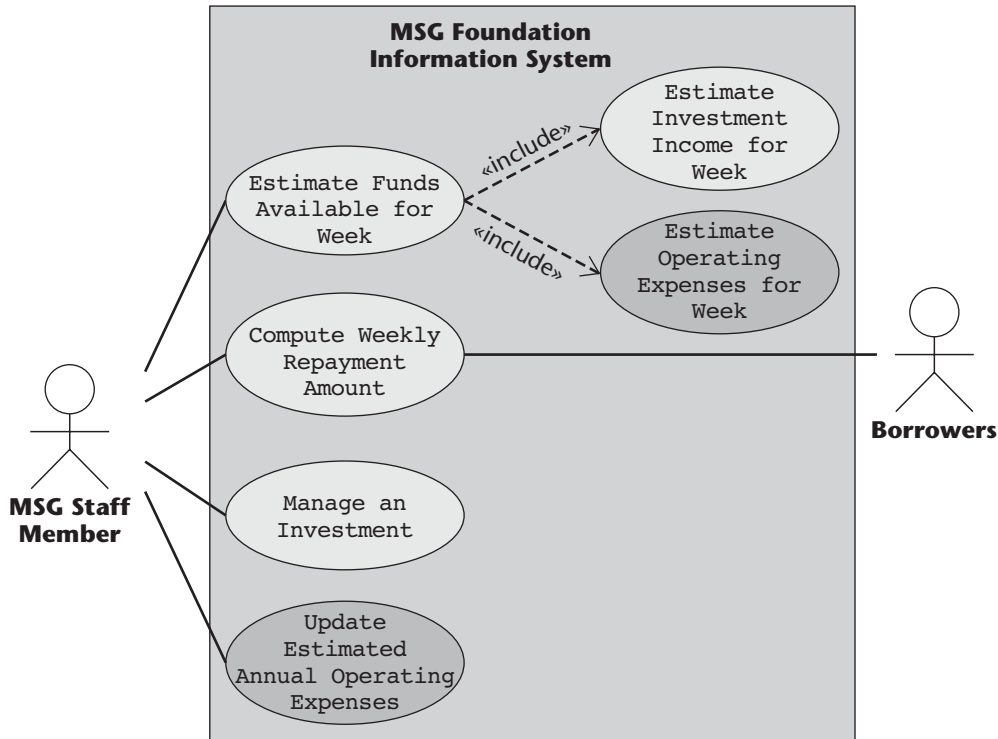 MSG Foundation
Information System
Estimate
Investment
Income for
Week
«include»
Estimate Funds
Available for
Week
«include»
Estimate
Operating
Expenses for
Week
Compute Weekly
Repayment
Amount
Borrowers
MSG Staff
Member
Manage an
Investment
Update
Estimated
Annual Operating
Expenses